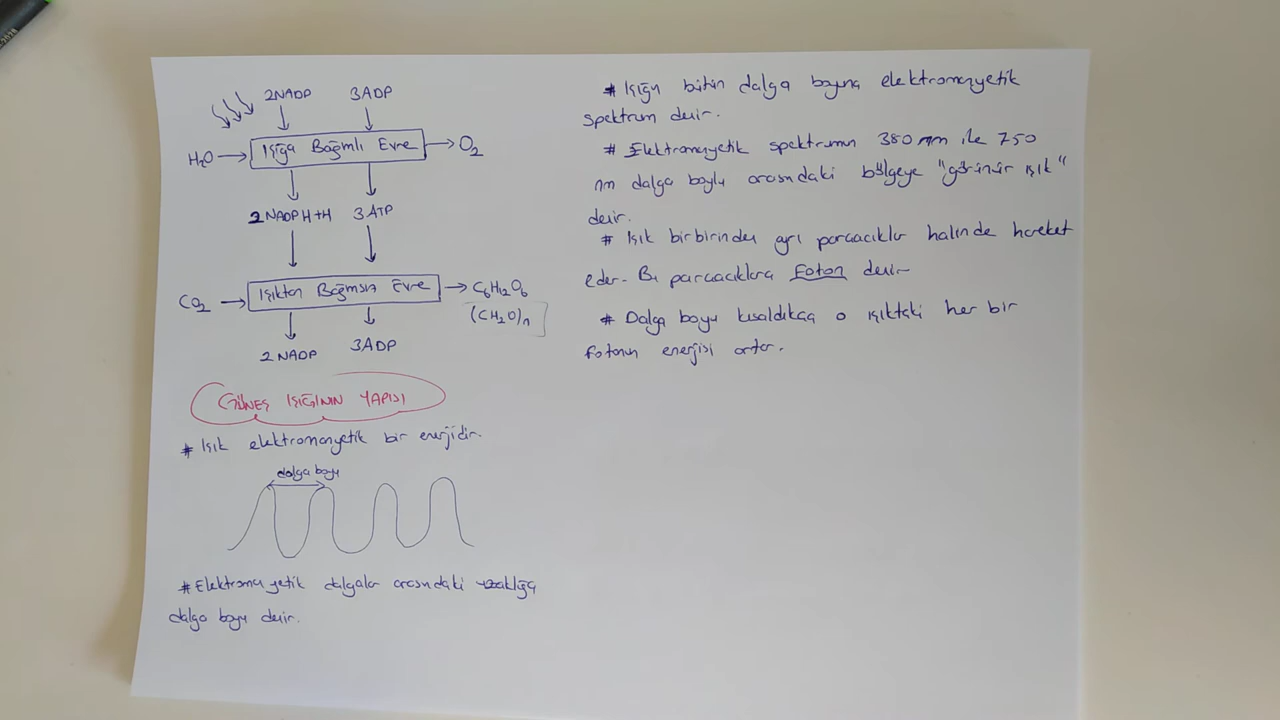 2NADP 3ADP
H₂O Işığa Bağımlı Evre O₂
2NADPH+H 3ATP
CO₂ Işıktan Bağımsız Evre C₆H₁₂O₆
(CH₂O)n
2 NADP 3ADP
GÜNEŞ IŞIĞININ YAPISI
# Işık elektromanyetik bir enerjidir.
dalga boyu
# Elektromanyetik dalgalar arasındaki uzaklığa
dalga boyu denir.
# Işığın bütün dalga boyuna elektromanyetik
spektrum denir.
# Elektromanyetik spektrumun 380 nm ile 750
nm dalga boylu arasındaki bölgeye "görünür ışık"
denir.
# Işık birbirinden ayrı parçacıklar halinde hareket
eder. Bu parçacıklara Foton denir.
# Dalga boyu kısaldıkça o ışıktaki her bir
fotonun enerjisi artar.